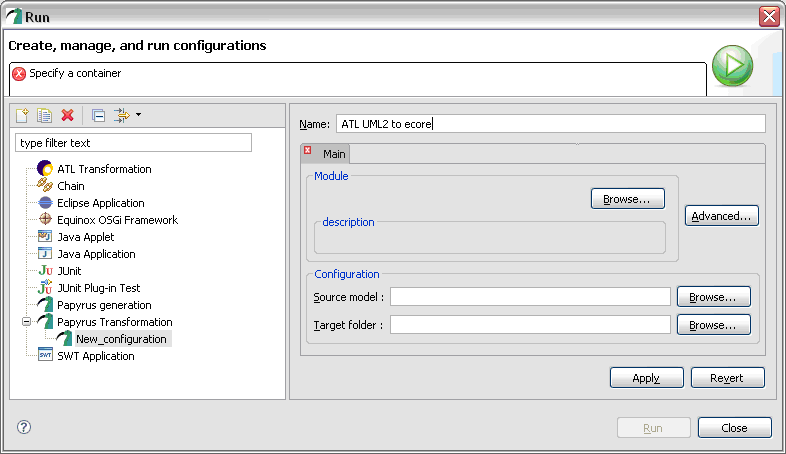 Run
Create, manage, and run configurations
Specify a container
type filter text
ATL Transformation
Chain
Eclipse Application
Equinox OSGi Framework
Java Applet
Java Application
JUnit
JUnit Plug-in Test
Papyrus generation
Papyrus Transformation
New_configuration
SWT Application
Name: ATL UML2 to ecore
Main
Module
Browse...
description
Advanced...
Configuration
Source model : Browse...
Target folder : Browse...
Apply Revert
Run Close